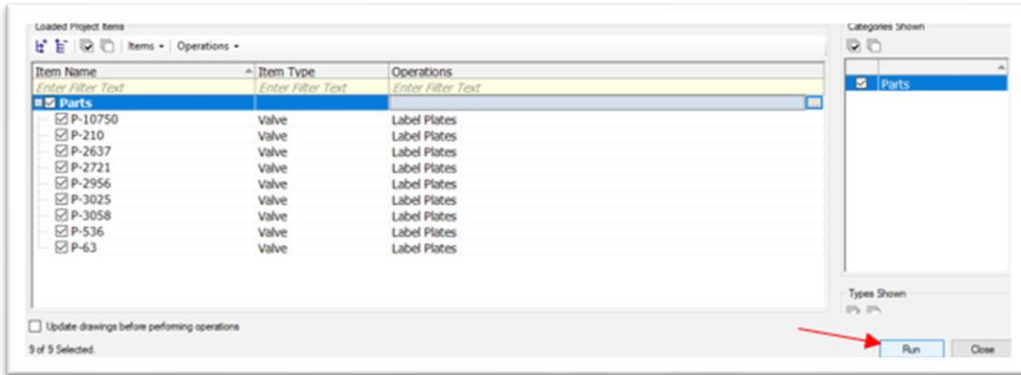 Loaded Project Items
Categories Shown
Items Operations
Item Name Item Type Operations
Enter Filter Text Enter Filter Text Enter Filter Text
Parts
Parts
P-10750 Valve Label Plates
P-210 Valve Label Plates
P-2637 Valve Label Plates
P-2721 Valve Label Plates
P-2956 Valve Label Plates
P-3025 Valve Label Plates
P-3058 Valve Label Plates
P-536 Valve Label Plates
P-63 Valve Label Plates
Types Shown
Update drawings before performing operations
9 of 9 Selected.
Run Close